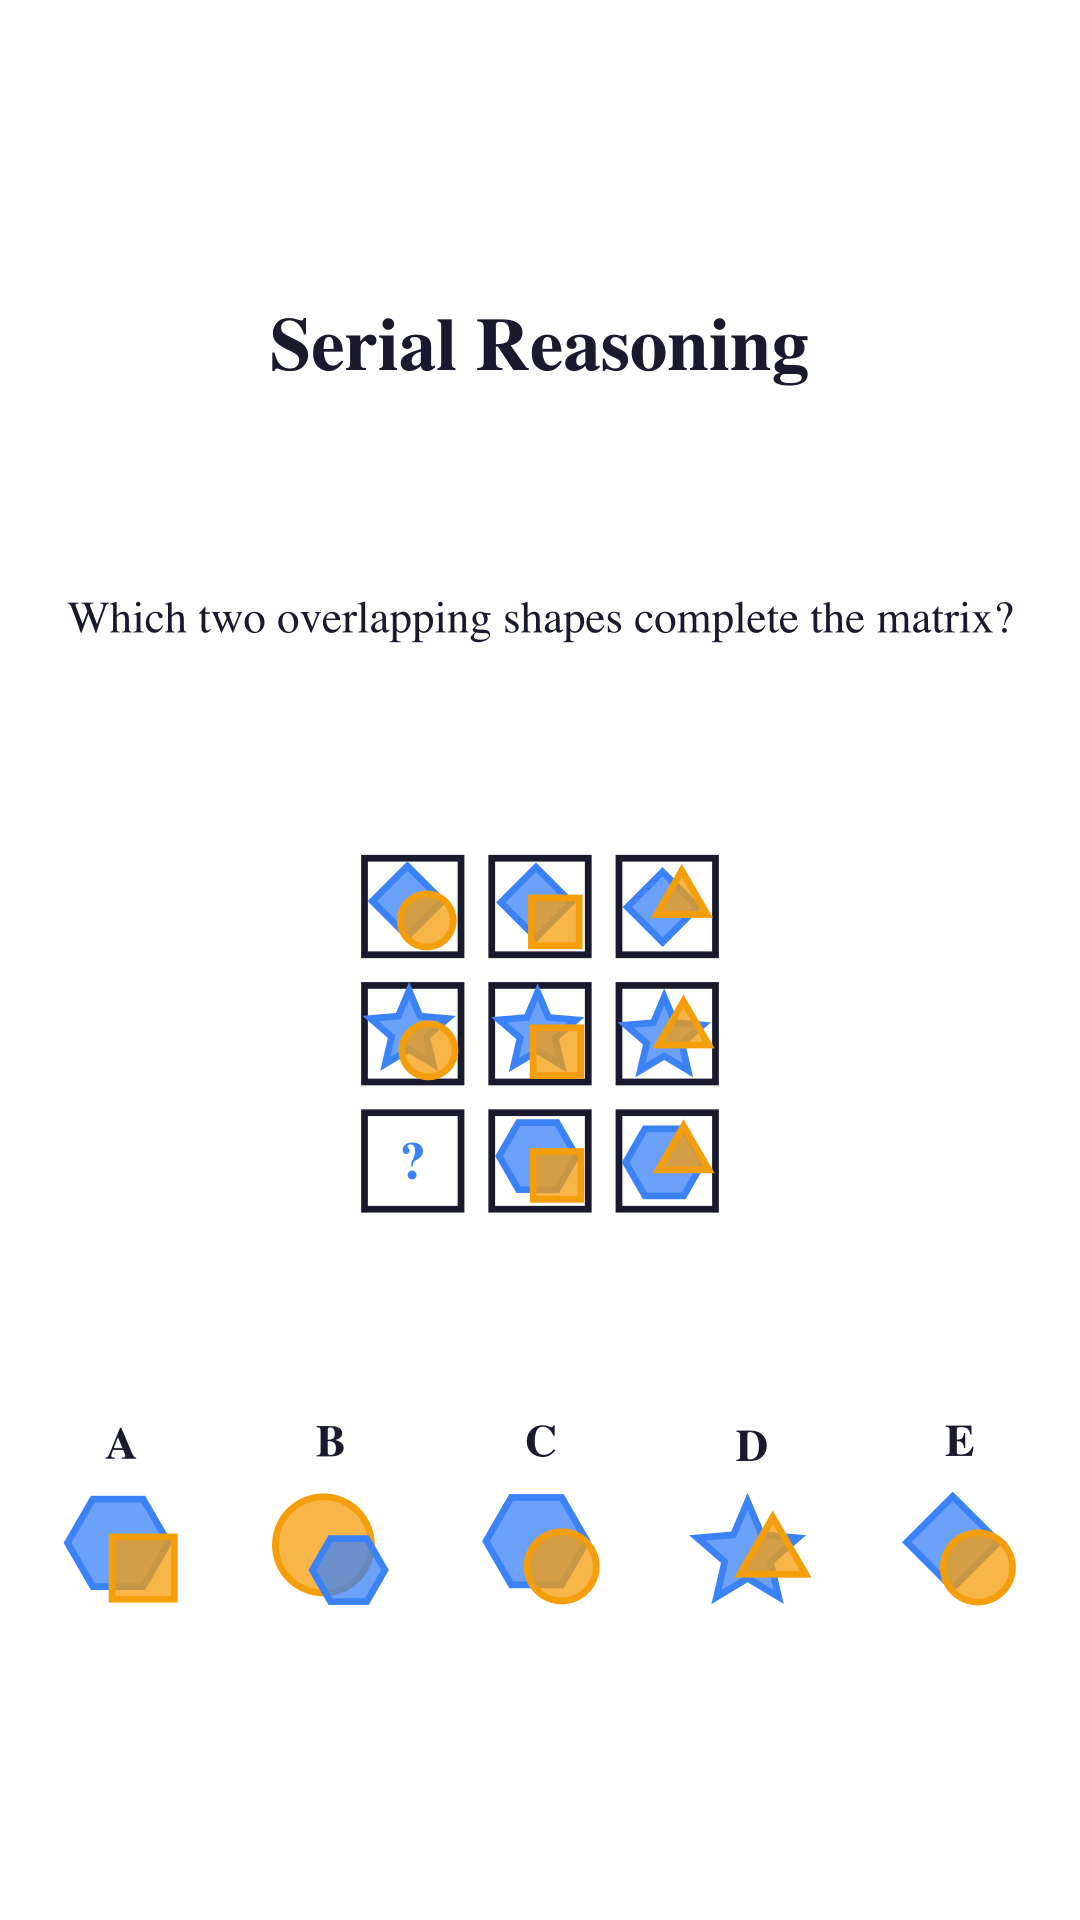 Serial Reasoning
Which two overlapping shapes complete the matrix?
?
A B C D E